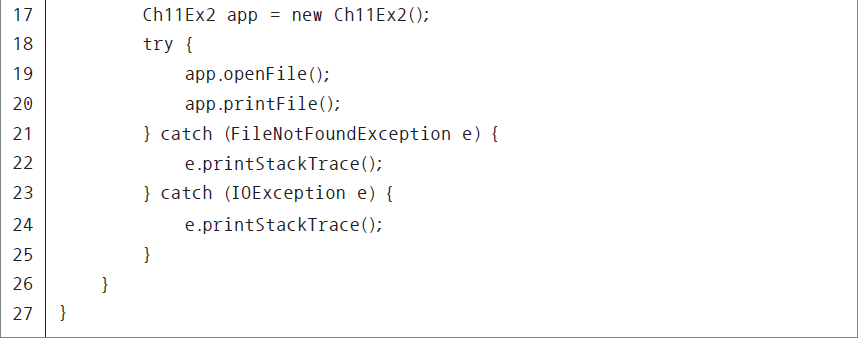 17 Ch11Ex2 app = new Ch11Ex2();
18 try {
19 app.openFile();
20 app.printFile();
21 } catch (FileNotFoundException e) {
22 e.printStackTrace();
23 } catch (IOException e) {
24 e.printStackTrace();
25 }
26 }
27 }